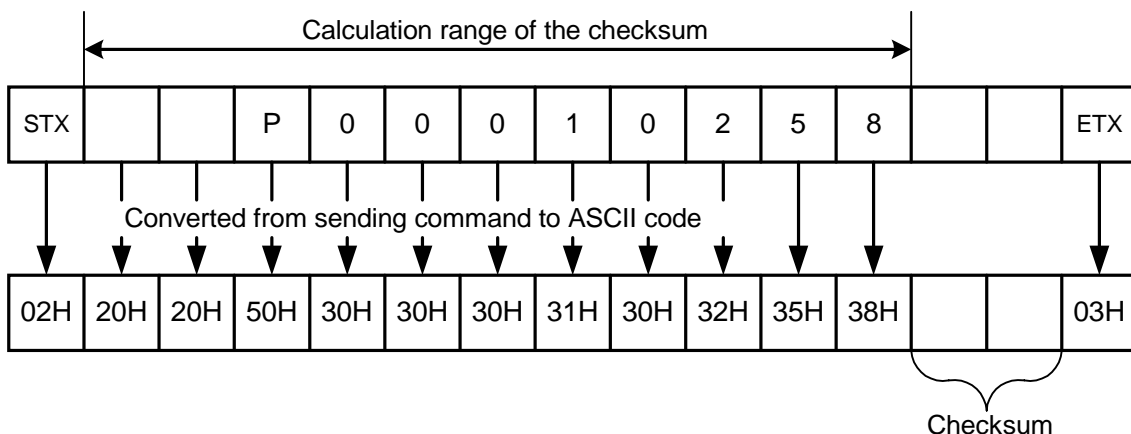 Calculation range of the checksum
STX P 0 0 0 1 0 2 5 8 ETX
Converted from sending command to ASCII code
02H 20H 20H 50H 30H 30H 30H 31H 30H 32H 35H 38H 03H
Checksum